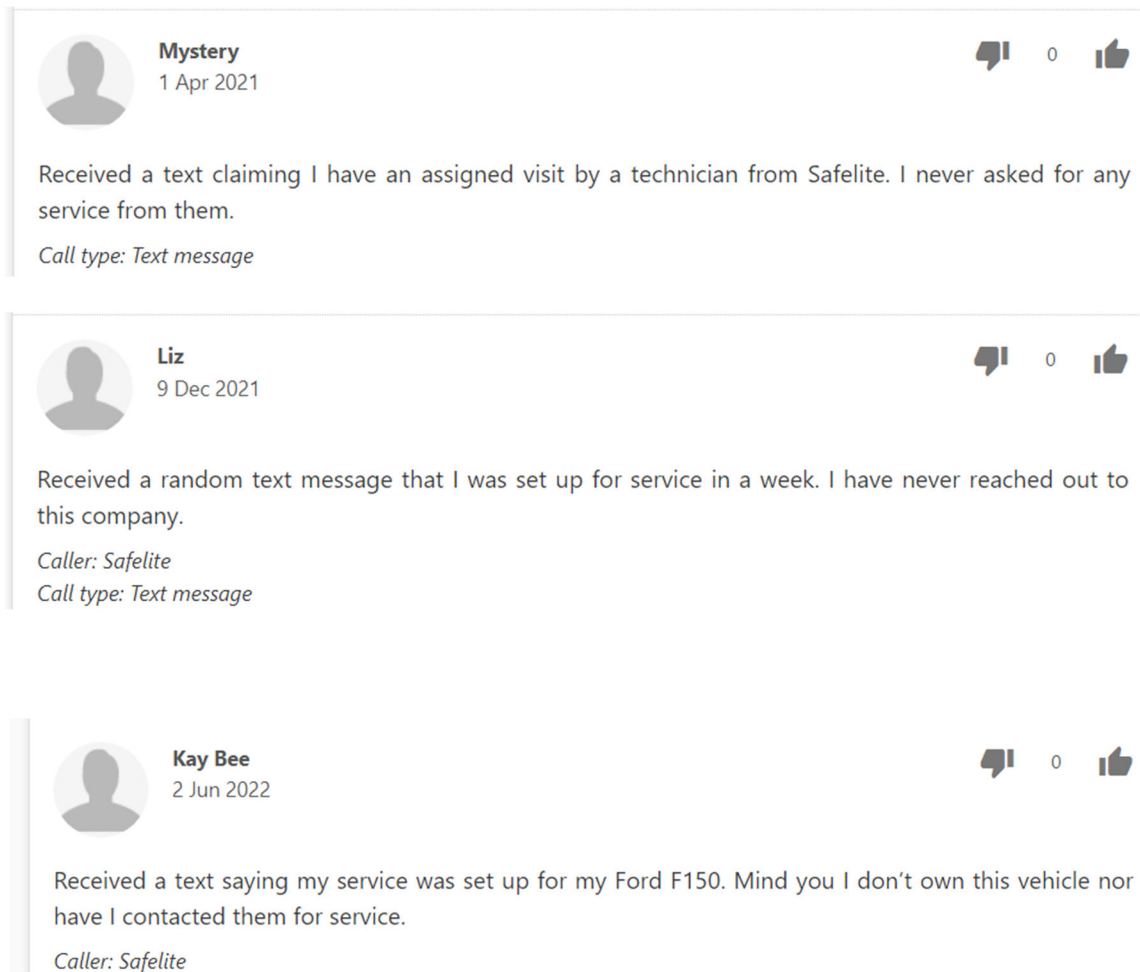 Mystery
1 Apr 2021
0
Received a text claiming I have an assigned visit by a technician from Safelite. I never asked for any
service from them.
Call type: Text message
Liz
9 Dec 2021
0
Received a random text message that I was set up for service in a week. I have never reached out to
this company.
Caller: Safelite
Call type: Text message
Kay Bee
2 Jun 2022
0
Received a text saying my service was set up for my Ford F150. Mind you I don’t own this vehicle nor
have I contacted them for service.
Caller: Safelite